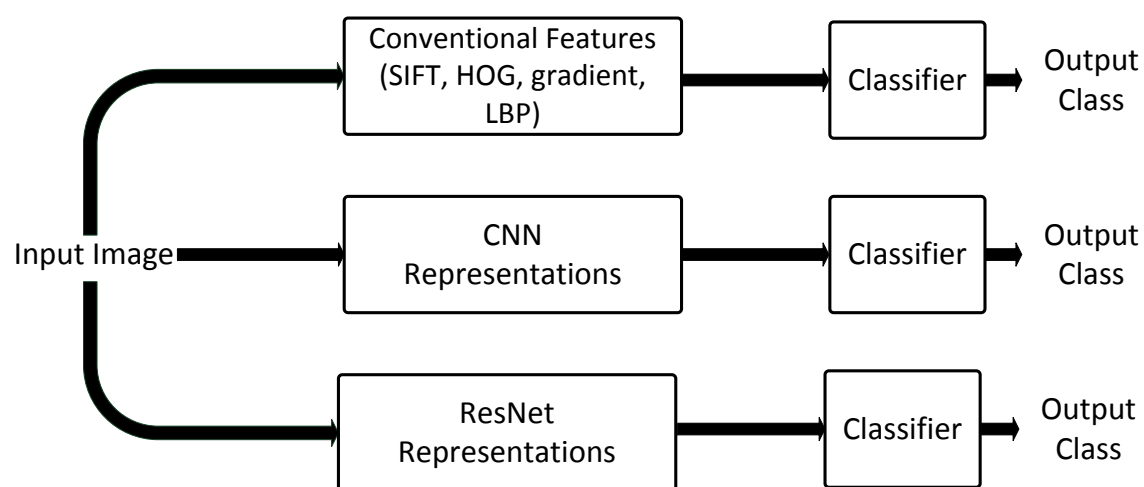 Conventional Features
(SIFT, HOG, gradient,
LBP)
Classifier
Output
Class
Input Image
CNN
Representations
Classifier
Output
Class
ResNet
Representations
Classifier
Output
Class